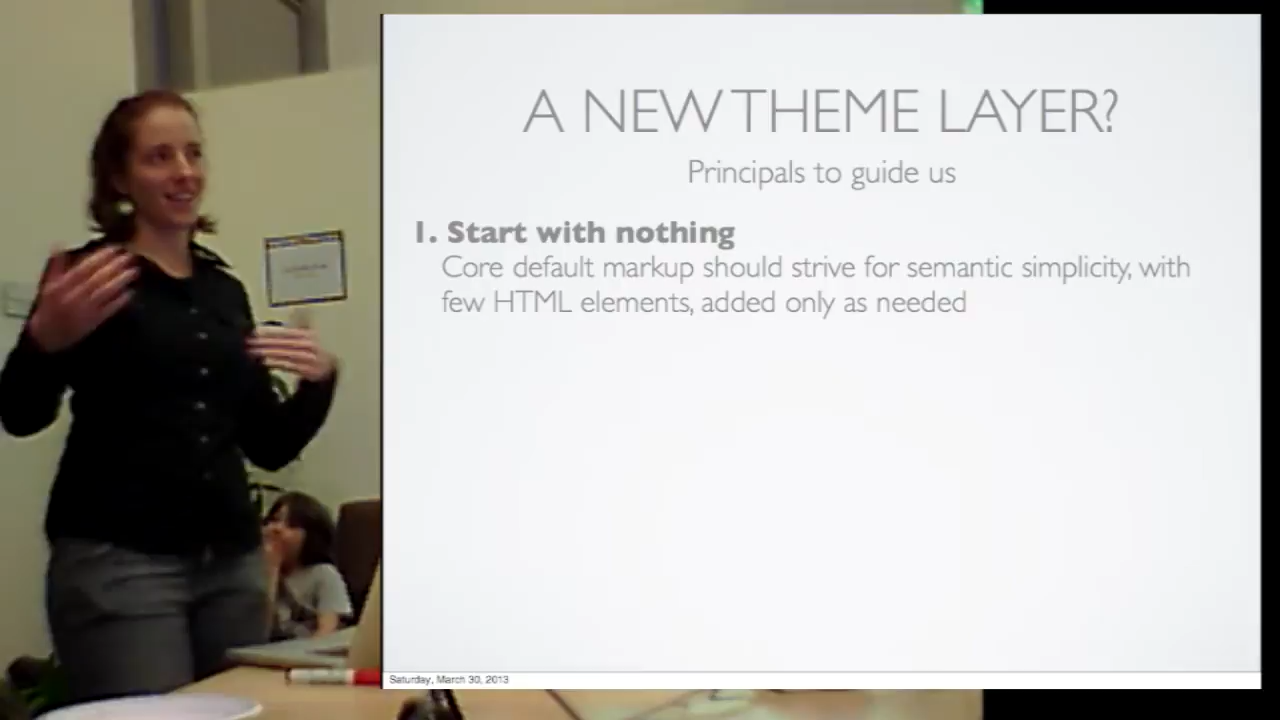 A NEW THEME LAYER?
Principals to guide us
1. Start with nothing
Core default markup should strive for semantic simplicity, with
few HTML elements, added only as needed
Saturday, March 30, 2013